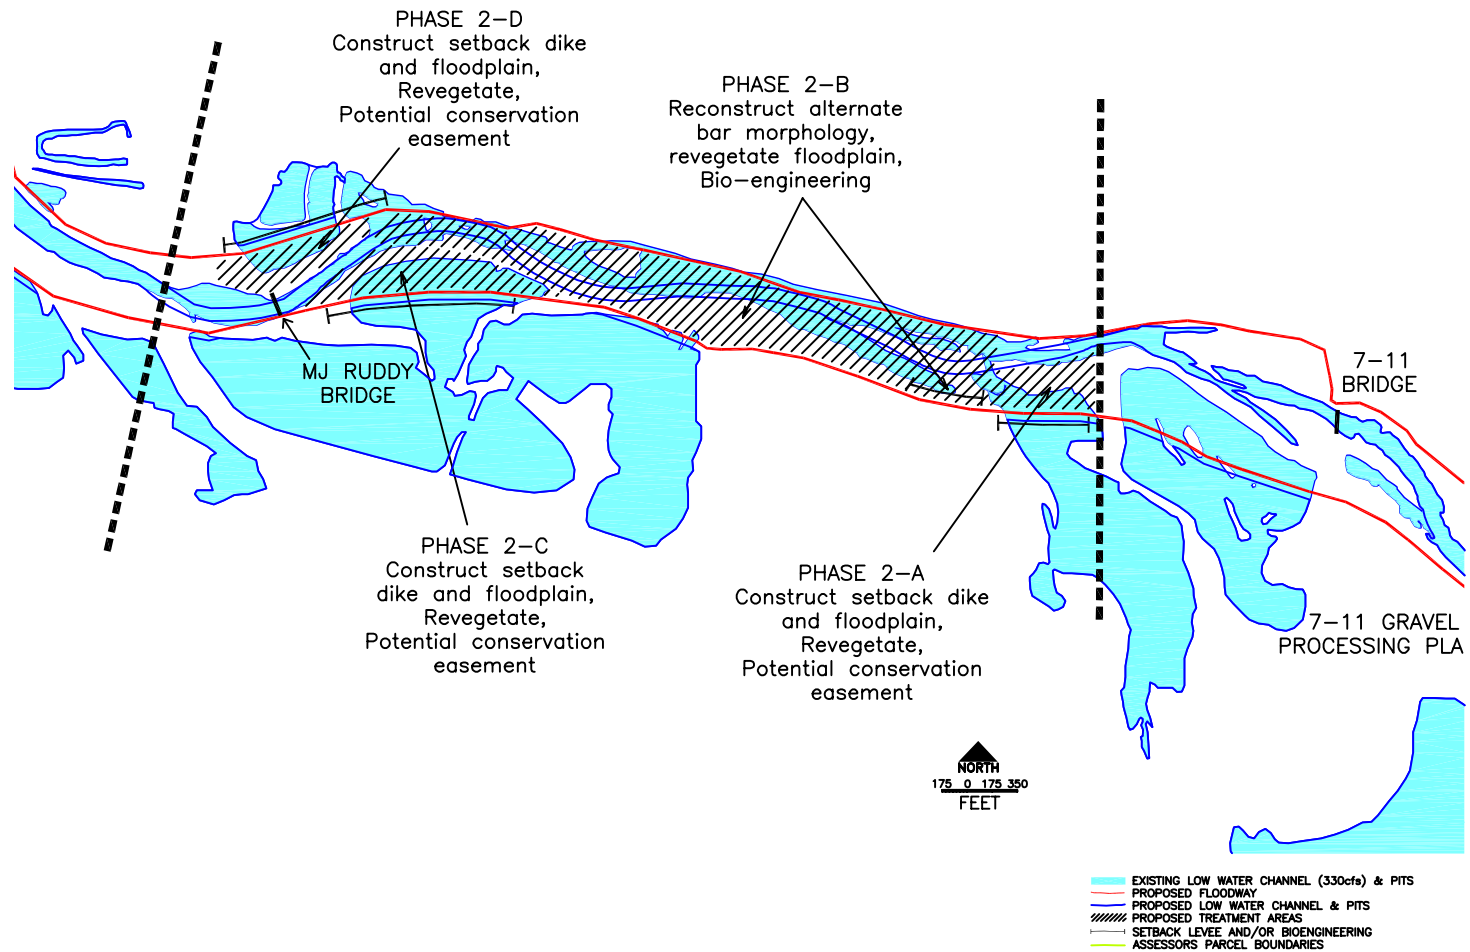 PHASE 2-D
Construct setback dike
and floodplain,
Revegetate,
Potential conservation
easement
PHASE 2-B
Reconstruct alternate
bar morphology,
revegetate floodplain,
Bio-engineering
MJ RUDDY
BRIDGE
7-11
BRIDGE
PHASE 2-C
Construct setback
dike and floodplain,
Revegetate,
Potential conservation
easement
PHASE 2-A
Construct setback dike
and floodplain,
Revegetate,
Potential conservation
easement
7-11 GRAVEL
PROCESSING PLA
NORTH
175 0 175 350
FEET
EXISTING LOW WATER CHANNEL (330cfs) & PITS
PROPOSED FLOODWAY
PROPOSED LOW WATER CHANNEL & PITS
PROPOSED TREATMENT AREAS
SETBACK LEVEE AND/OR BIOENGINEERING
ASSESSORS PARCEL BOUNDARIES